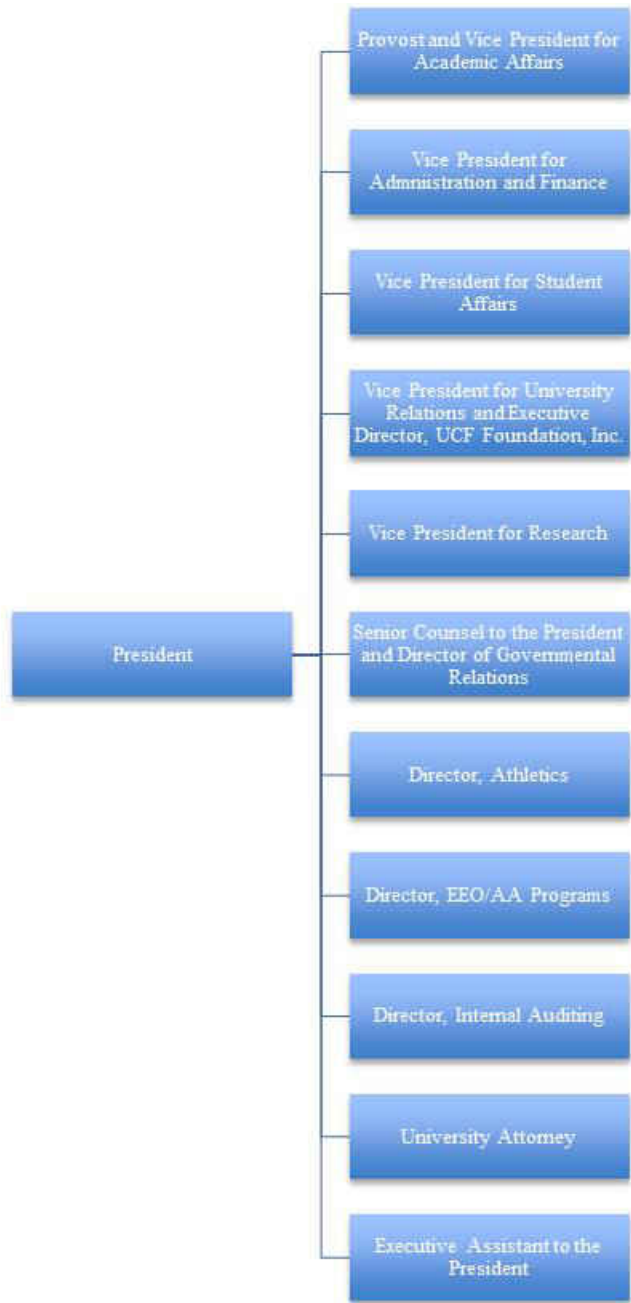 Provost and Vice President for
Academic Affairs
Vice President for
Admniistration and Finance
Vice President for Student
Affairs
Vice President for University
Relations and Executive
Director, UCF Foundation, Inc.
Vice President for Research
President
Senior Counsel to the President
and Director of Governmental
Relations
Director, Athletics
Director, EEO/AA Programs
Director, Internal Auditing
University Attorney
Executive Assistant to the
President